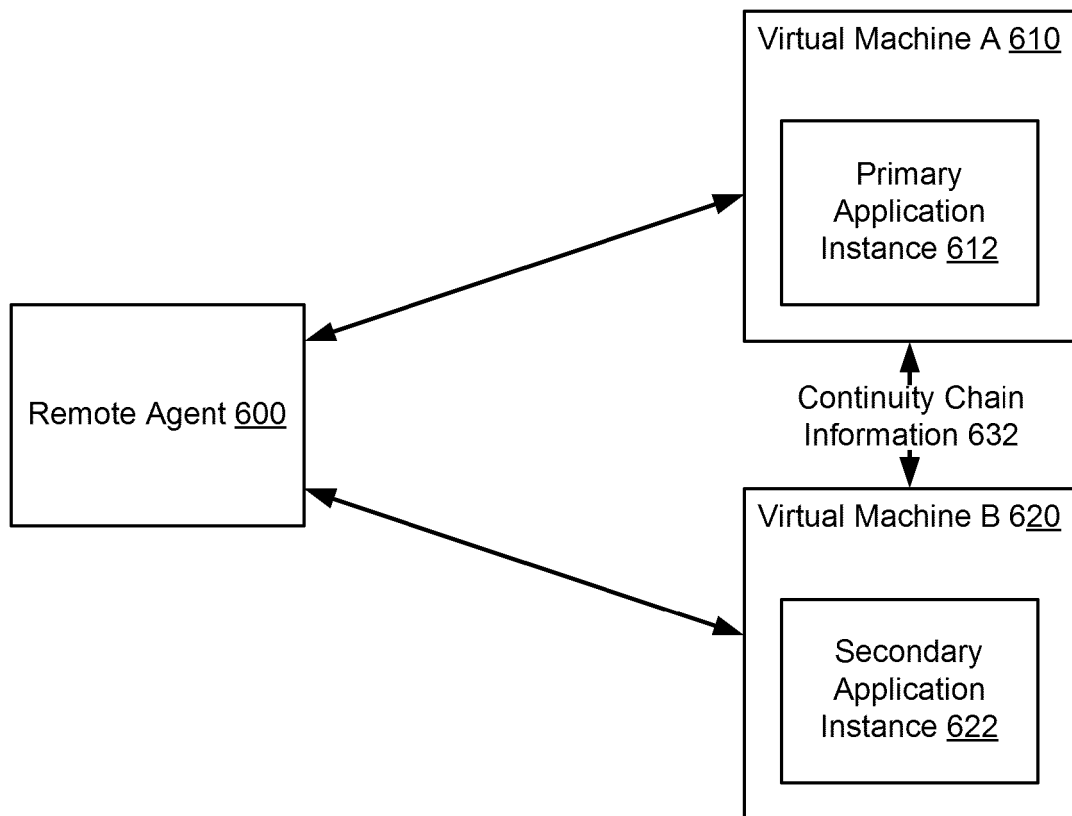 Virtual Machine A 610
Primary
Application
Instance 612
Remote Agent 600
Continuity Chain
Information 632
Virtual Machine B 620
Secondary
Application
Instance 622